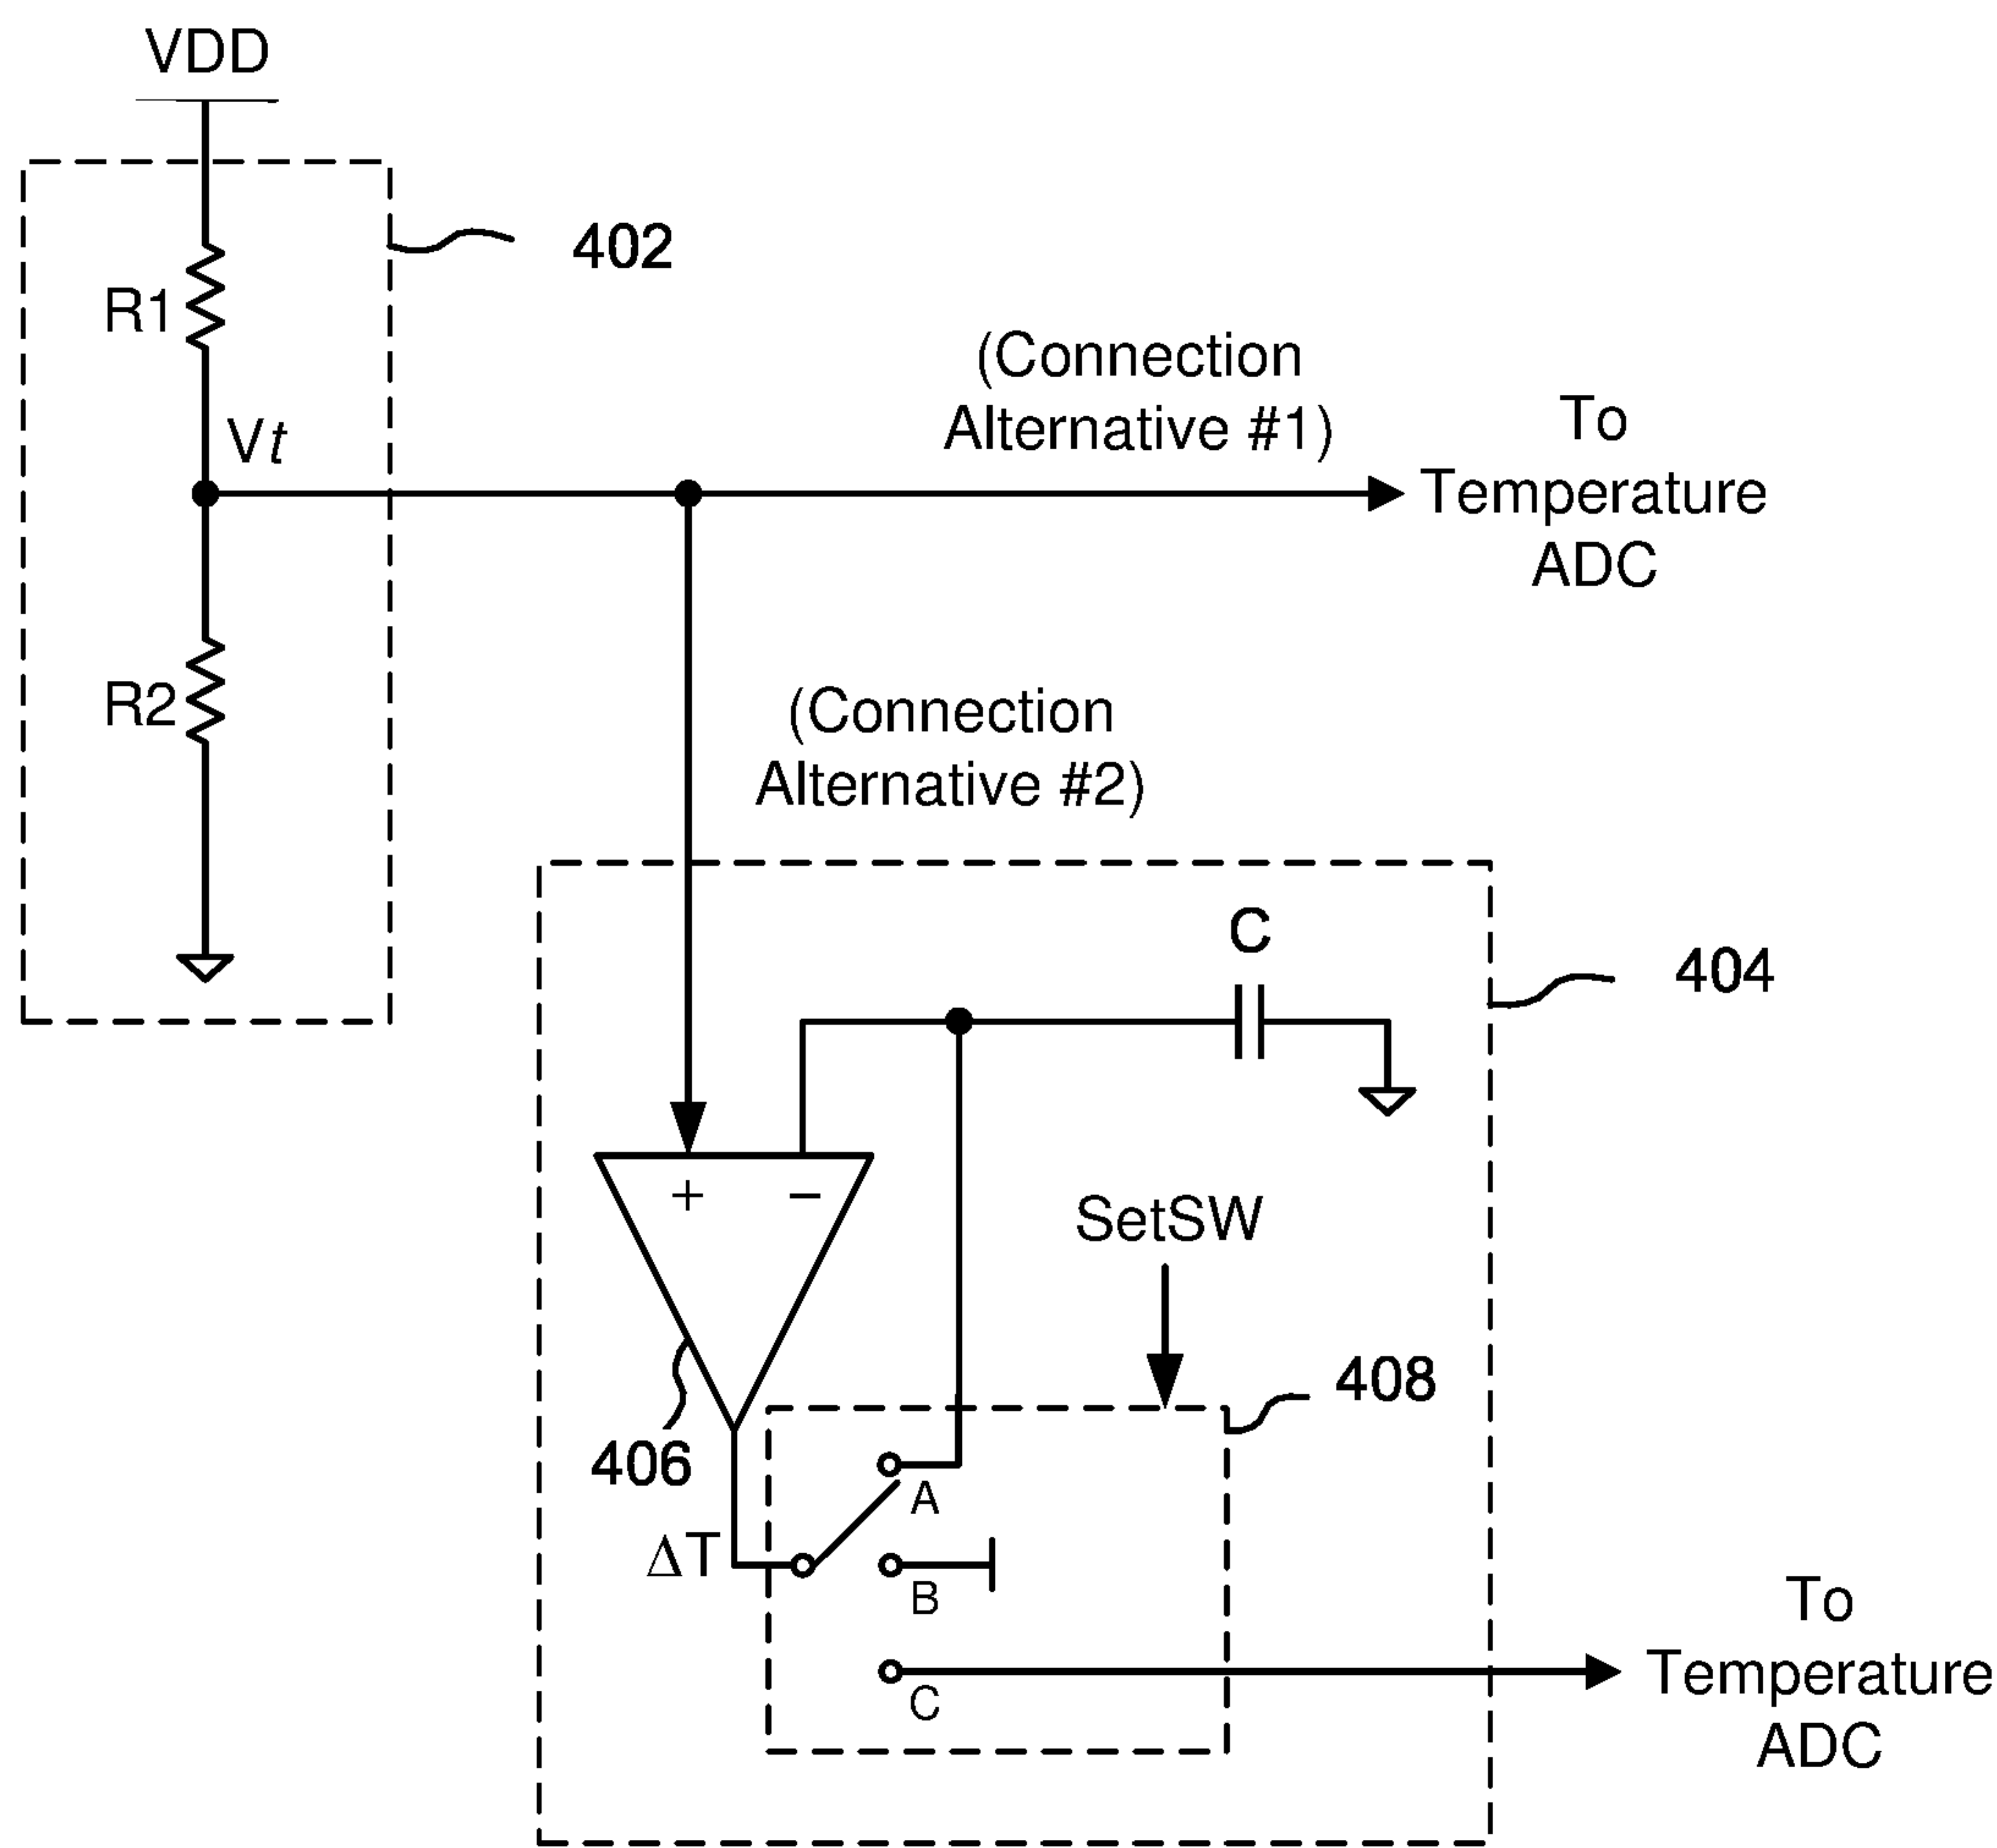 VDD
402
R1
Vt
(Connection
Alternative #1)
To
Temperature
ADC
R2
(Connection
Alternative #2)
C
404
+ −
SetSW
408
406
A
ΔT
B
C
To
Temperature
ADC